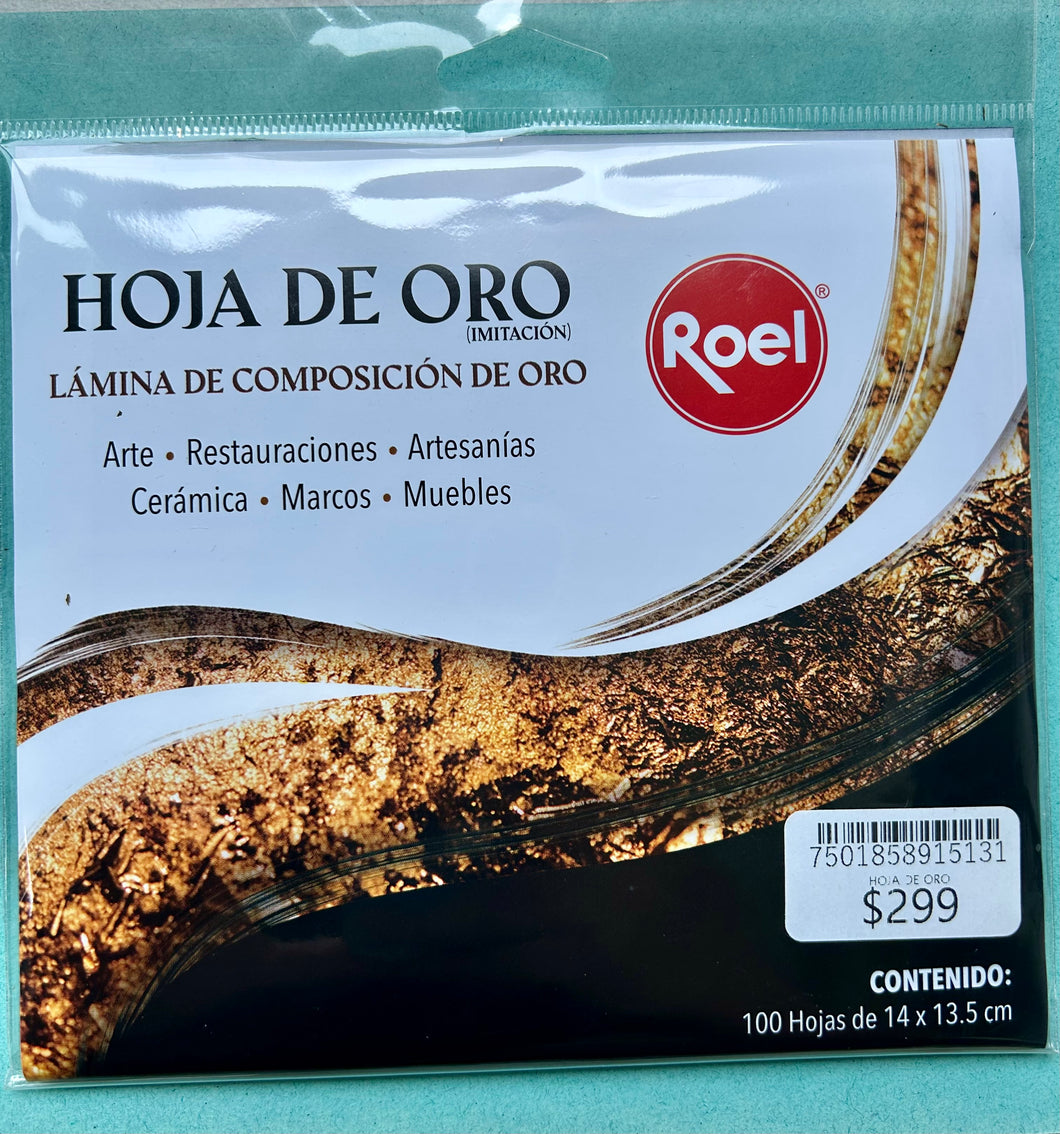 HOJA DE ORO
(IMITACIÓN)
LÁMINA DE COMPOSICIÓN DE ORO
Arte • Restauraciones • Artesanías
Cerámica • Marcos • Muebles
Roel®
7501858915131
HOJA DE ORO
$299
CONTENIDO:
100 Hojas de 14 x 13.5 cm